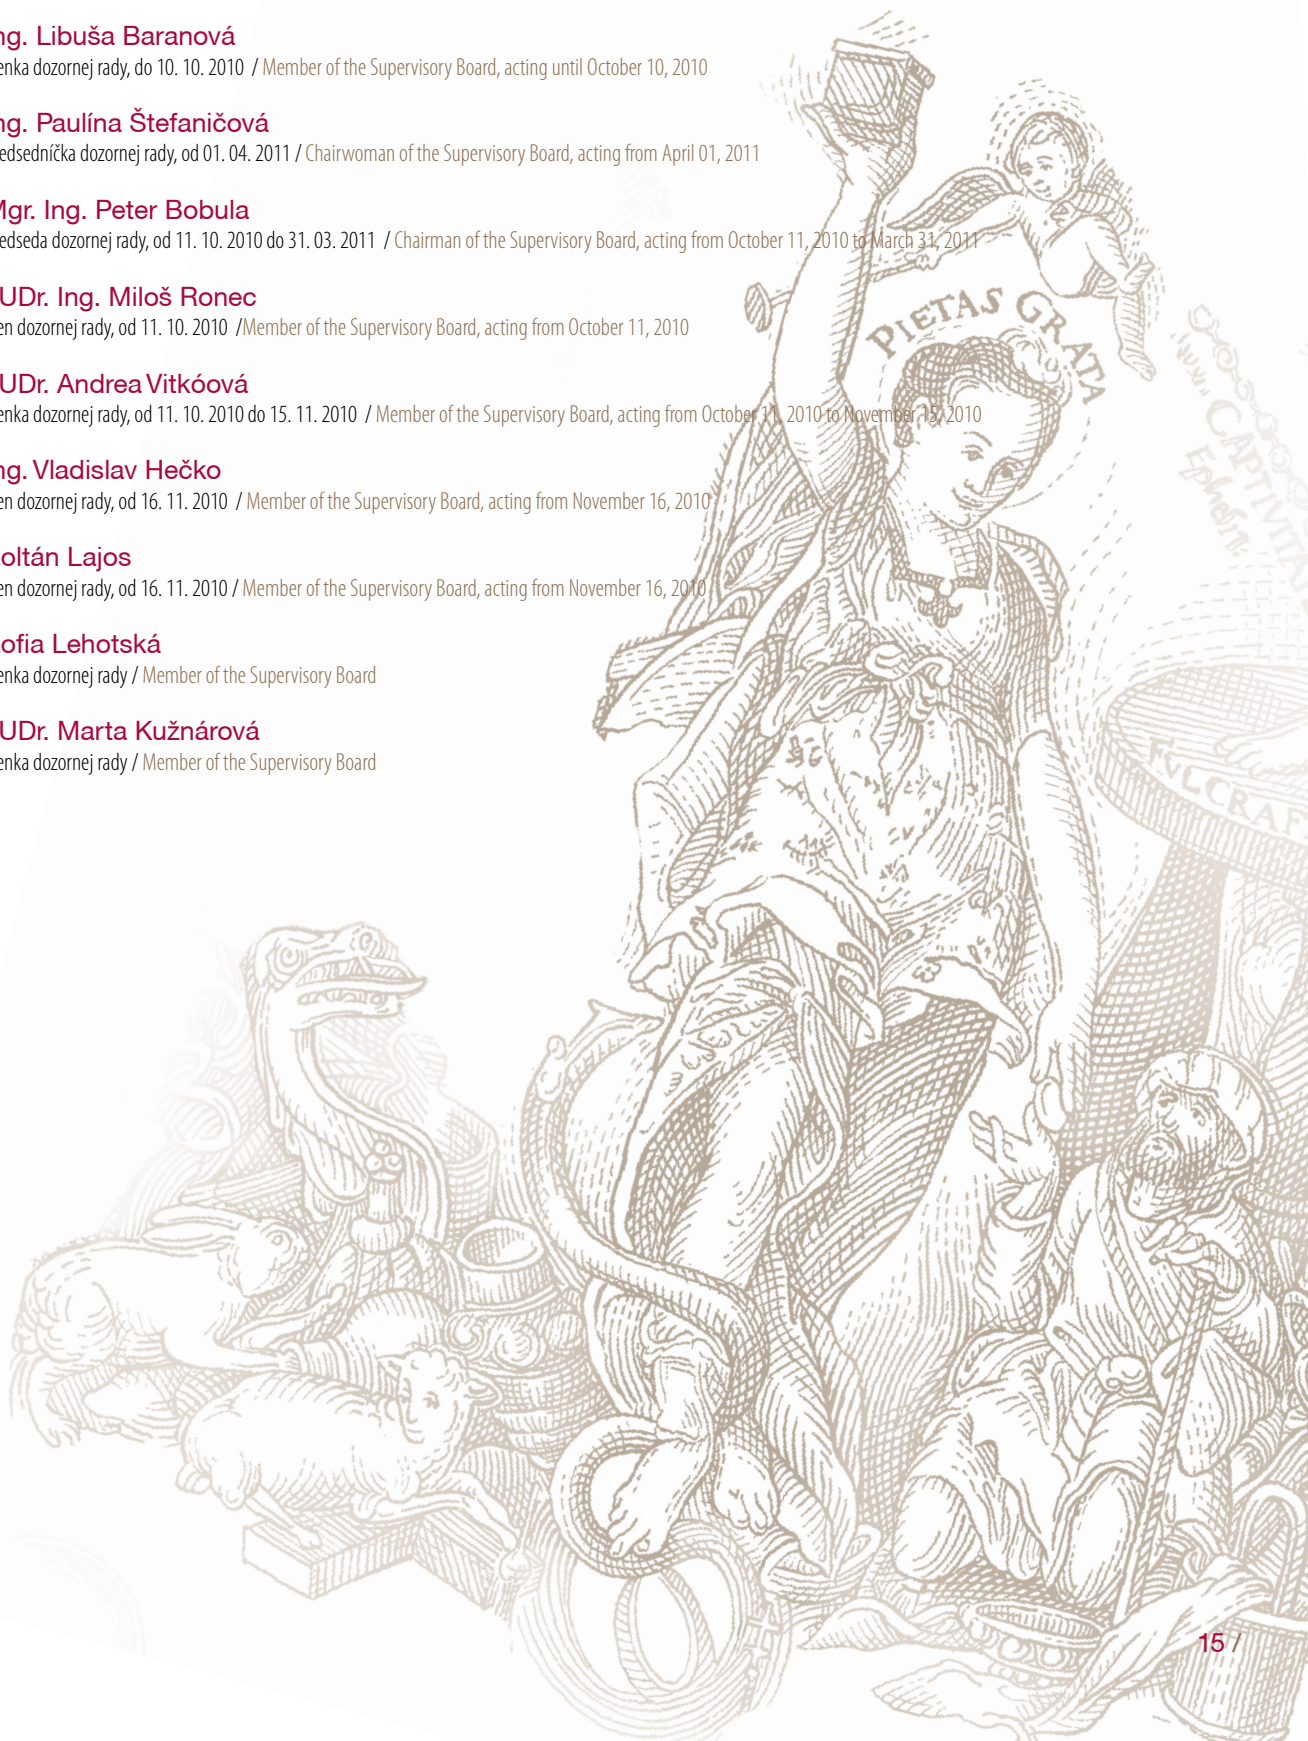 ng. Libuša Baranová
enka dozornej rady, do 10. 10. 2010 / Member of the Supervisory Board, acting until October 10, 2010
ng. Paulína Štefaničová
edsedníčka dozornej rady, od 01. 04. 2011 / Chairwoman of the Supervisory Board, acting from April 01, 2011
Mgr. Ing. Peter Bobula
edseda dozornej rady, od 11. 10. 2010 do 31. 03. 2011 / Chairman of the Supervisory Board, acting from October 11, 2010 to March 31, 2011
UDr. Ing. Miloš Ronec
en dozornej rady, od 11. 10. 2010 /Member of the Supervisory Board, acting from October 11, 2010
UDr. Andrea Vitkóová
enka dozornej rady, od 11. 10. 2010 do 15. 11. 2010 / Member of the Supervisory Board, acting from October 11, 2010 to November 15, 2010
ng. Vladislav Hečko
en dozornej rady, od 16. 11. 2010 / Member of the Supervisory Board, acting from November 16, 2010
oltán Lajos
en dozornej rady, od 16. 11. 2010 / Member of the Supervisory Board, acting from November 16, 2010
ofia Lehotská
enka dozornej rady / Member of the Supervisory Board
UDr. Marta Kužnárová
enka dozornej rady / Member of the Supervisory Board
PIETAS GRATA
CAPTIVITA
Ephesi
FVLCRA F
15 /